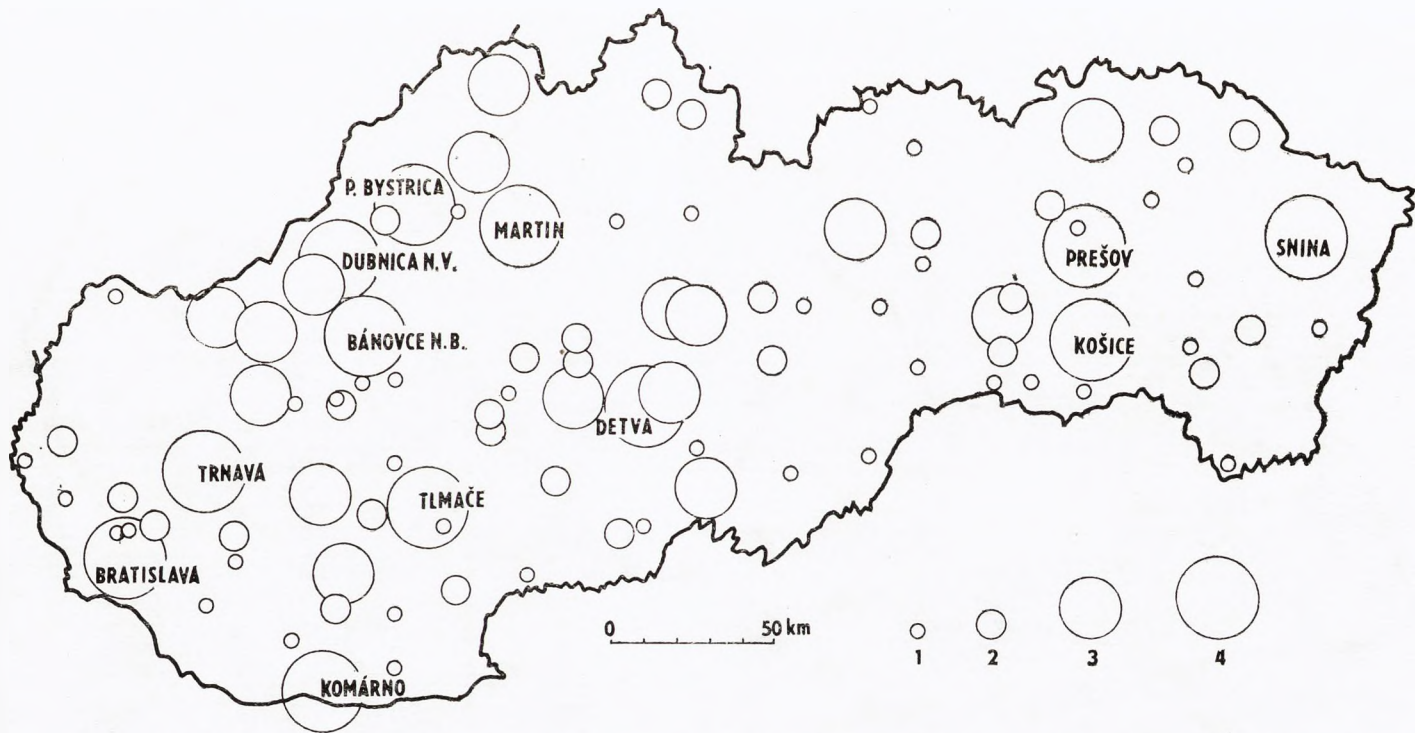 P. BYSTRICA
MARTIN
DUBNICA N.V.
PREŠOV
SNINA
BÁNOVCE N.B.
KOŠICE
DETVA
TRNAVA
TLMAČE
BRATISLAVA
KOMÁRNO
0 50 km
1 2 3 4